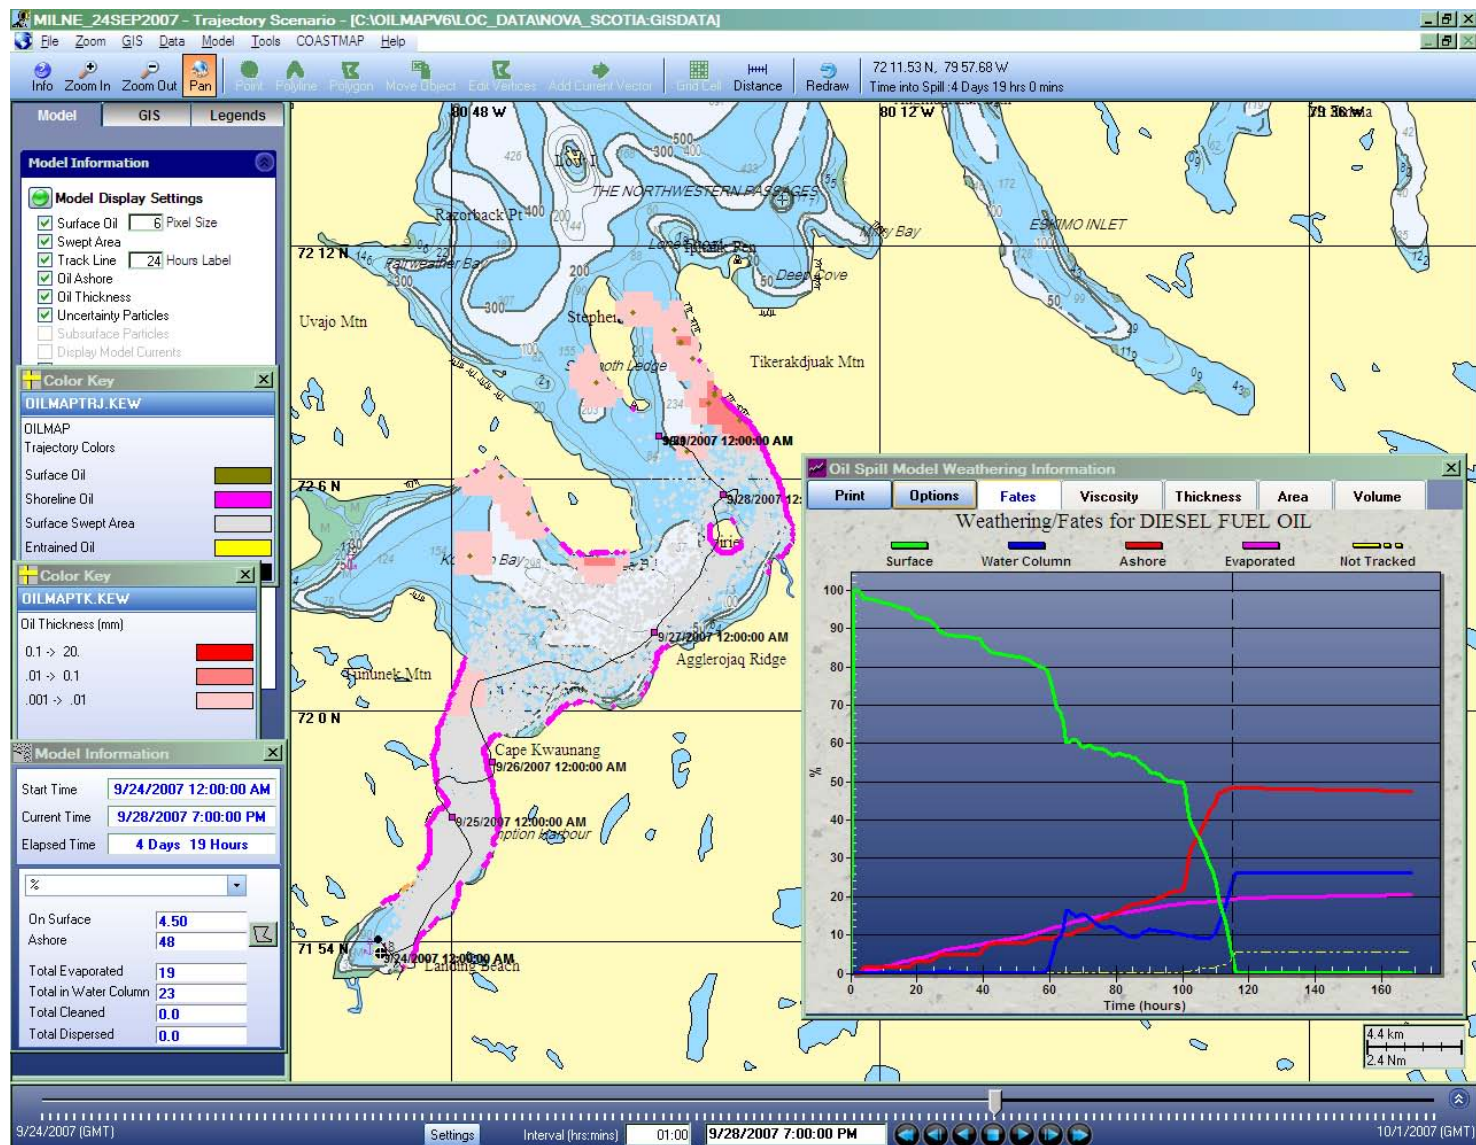 MILNE_24SEP2007 - Trajectory Scenario - [C:\OILMAPV6\LOC_DATA\NOVA_SCOTIA:GISDATA]
File Zoom GIS Data Model Tools COASTMAP Help
Info Zoom In Zoom Out Pan Point Polyline Polygon Move Object Edit Vertices Add Current Vector Grid Cell Distance Redraw
72 11.53 N, 79 57.68 W
Time into Spill :4 Days 19 hrs 0 mins
Model GIS Legends
Model Information
Model Display Settings
Surface Oil 6 Pixel Size
Swept Area
Track Line 24 Hours Label
Oil Ashore
Oil Thickness
Uncertainty Particles
Subsurface Particles
Display Model Currents
Color Key
OILMAPTRJ.KEW
OILMAP
Trajectory Colors
Surface Oil
Shoreline Oil
Surface Swept Area
Entrained Oil
Color Key
OILMAPTK.KEW
Oil Thickness (mm)
0.1 -> 20.
.01 -> 0.1
.001 -> .01
Model Information
Start Time 9/24/2007 12:00:00 AM
Current Time 9/28/2007 7:00:00 PM
Elapsed Time 4 Days 19 Hours
%
On Surface 4.50
Ashore 48
Total Evaporated 19
Total in Water Column 23
Total Cleaned 0.0
Total Dispersed 0.0
80 48 W
80 12 W
THE NORTHWESTERN PASSAGES
Razorback Pt
ESKIMO INLET
72 12 N
Fairweather Bay
Deep Cove
Uvajo Mtn
Tikerakdjuak Mtn
72 6 N
9/28/2007 12:
9/27/2007 12:00:00 AM
Agglerojaq Ridge
Tununek Mtn
72 0 N
Cape Kwaunang
9/26/2007 12:00:00 AM
9/25/2007 12:00:00 AM
71 54 N
9/24/2007 12:00:00 AM
Landing Beach
Oil Spill Model Weathering Information
Print Options Fates Viscosity Thickness Area Volume
Weathering/Fates for DIESEL FUEL OIL
Surface Water Column Ashore Evaporated Not Tracked
100
90
80
70
60
50
40
30
20
10
0
%
0 20 40 60 80 100 120 140 160
Time (hours)
4.4 km
2.4 Nm
9/24/2007 (GMT) Settings Interval (hrs:mins) 01:00 9/28/2007 7:00:00 PM 10/1/2007 (GMT)